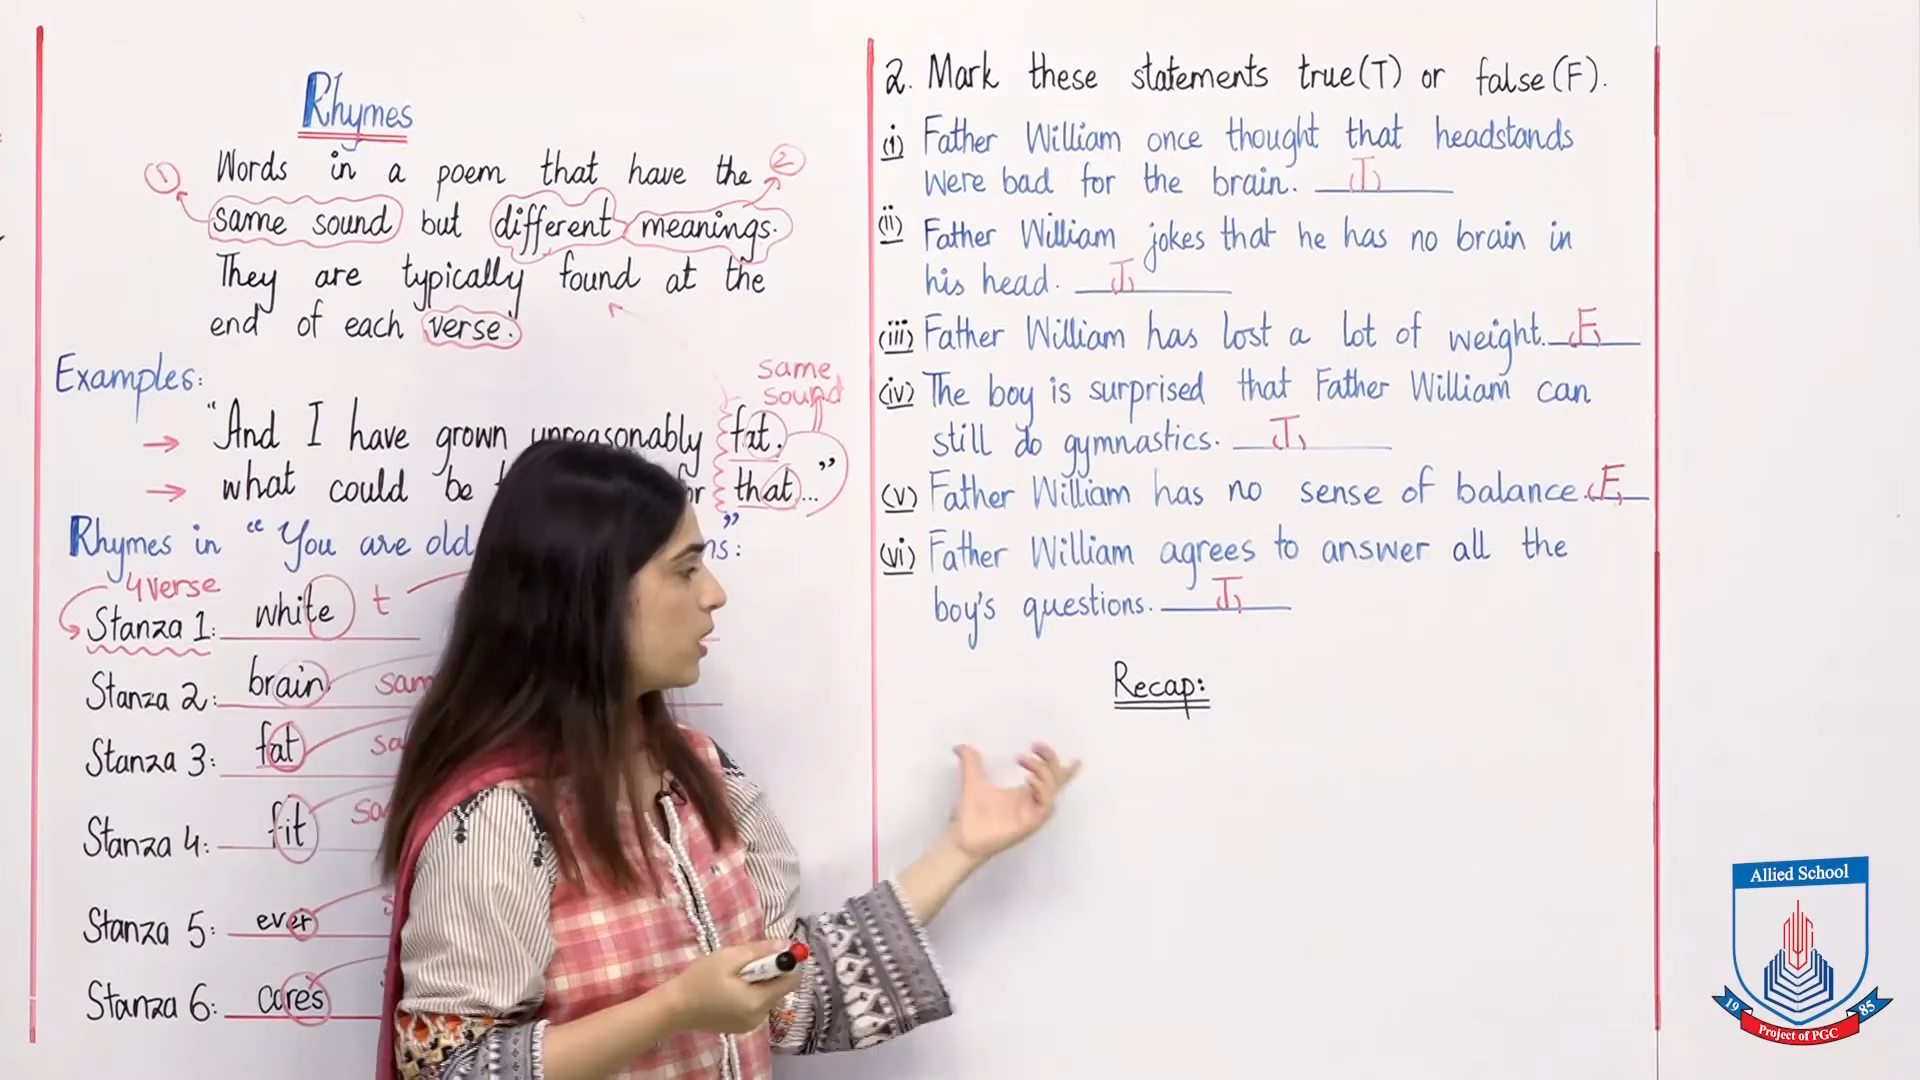 Rhymes
Words in a poem that have the
① ②
same sound but different meanings.
They are typically found at the
end of each verse.
Examples:
same
sound
→ "And I have grown unreasonably fat.
→ what could be that..."
Rhymes in "You are old
":
4 verse
Stanza 1: white t
Stanza 2: brain
Stanza 3: fat
Stanza 4: fit
Stanza 5: ever
Stanza 6: cares
2. Mark these statements true(T) or false(F).
(i) Father William once thought that headstands
were bad for the brain. T
(ii) Father William jokes that he has no brain in
his head. T
(iii) Father William has lost a lot of weight. F
(iv) The boy is surprised that Father William can
still do gymnastics. T
(v) Father William has no sense of balance. F
(vi) Father William agrees to answer all the
boy's questions. T
Recap:
Allied School
19 85
Project of PGC